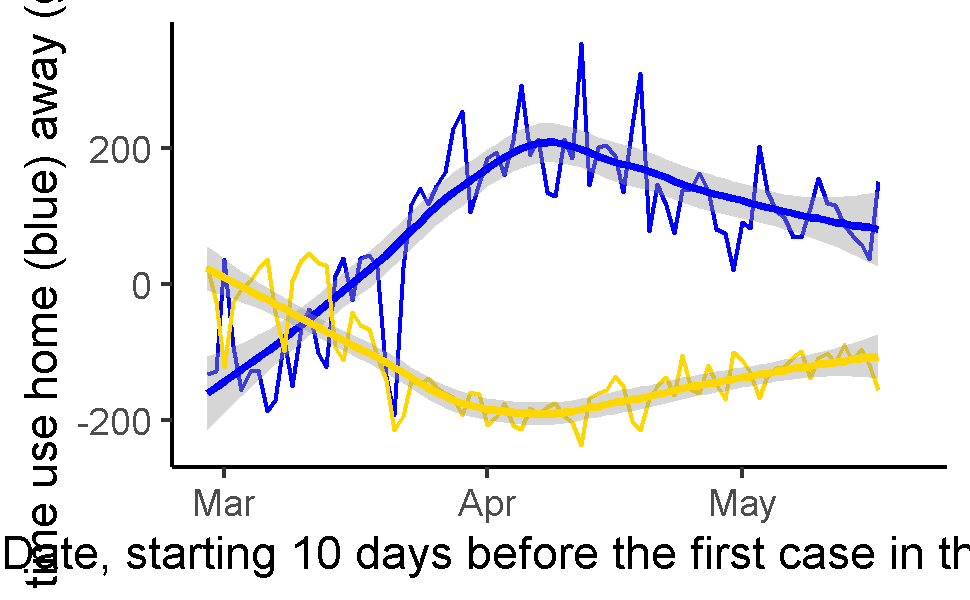 time use home (blue) away (
200
0
-200
Mar Apr May
Date, starting 10 days before the first case in th